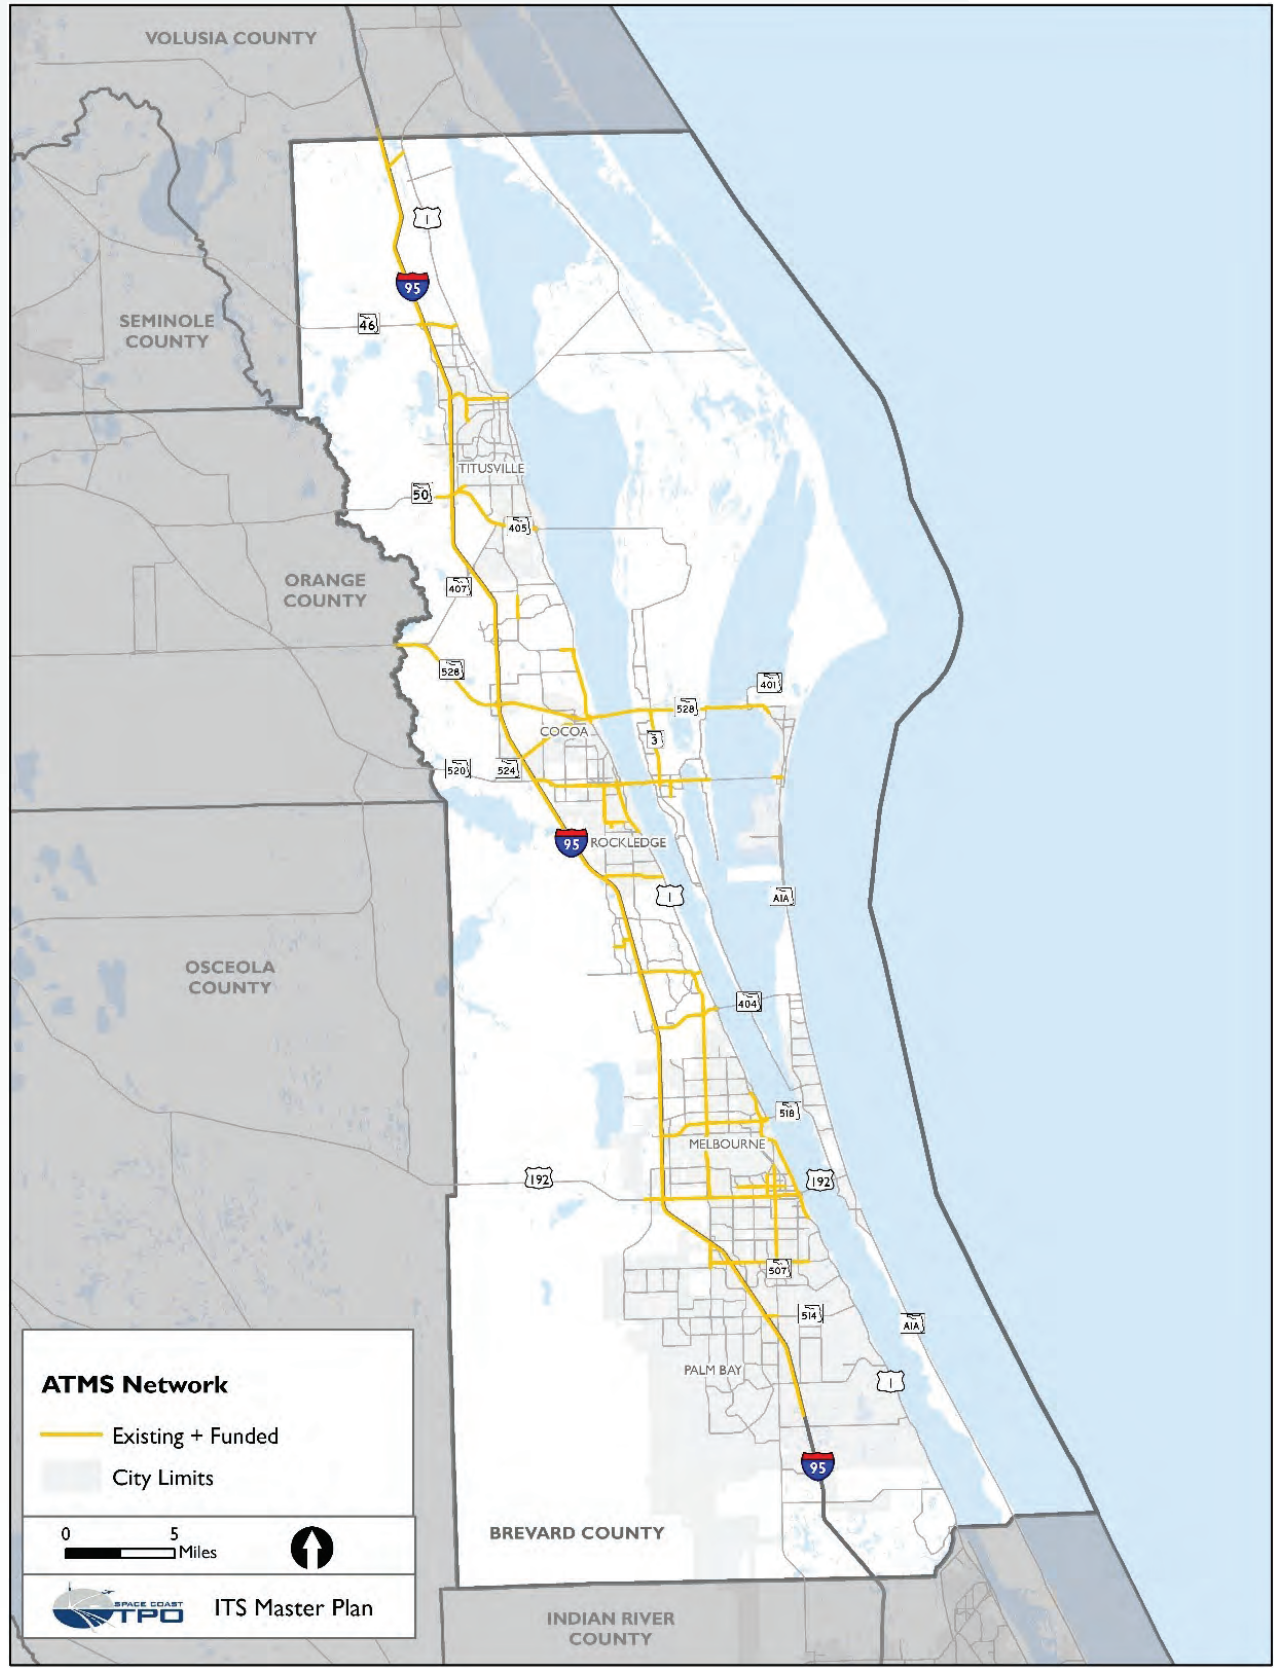 VOLUSIA COUNTY
1
95
46
SEMINOLE
COUNTY
TITUSVILLE
50
405
ORANGE
COUNTY
407
528
401
528
COCOA
3
520
524
95
ROCKLEDGE
1
A1A
OSCEOLA
COUNTY
404
518
MELBOURNE
192
192
507
514
A1A
PALM BAY
1
ATMS Network
Existing + Funded
City Limits
95
0 5
Miles
BREVARD COUNTY
SPACE COAST
TPO
ITS Master Plan
INDIAN RIVER
COUNTY